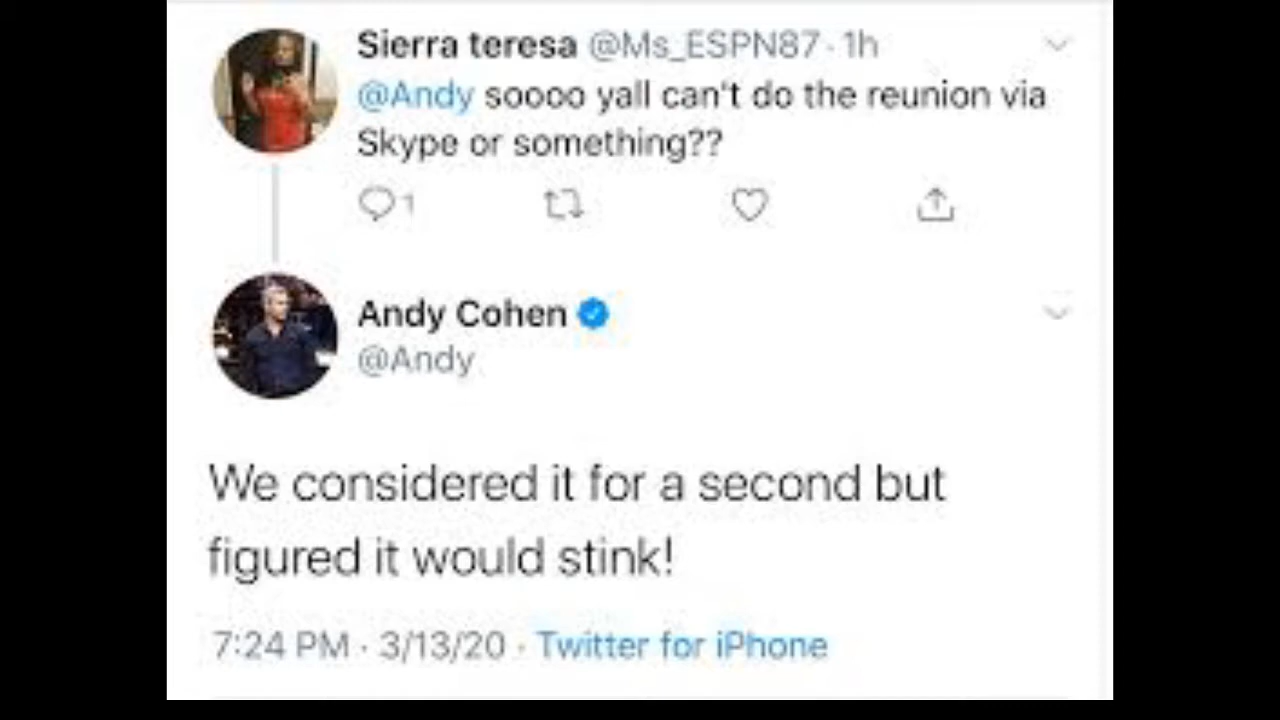 Sierra teresa @Ms_ESPN87 · 1h
@Andy soooo yall can't do the reunion via
Skype or something??
1
Andy Cohen
@Andy
We considered it for a second but
figured it would stink!
7:24 PM · 3/13/20 · Twitter for iPhone